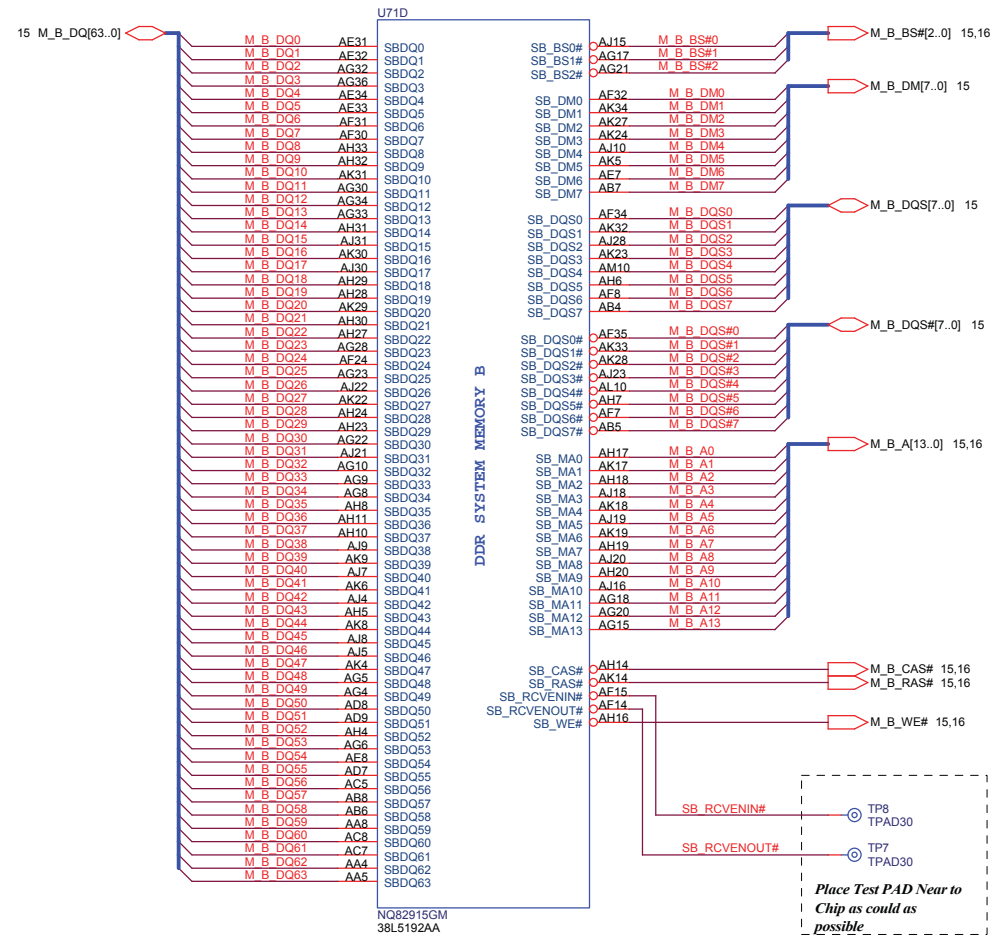 U71D
15 M_B_DQ[63..0]
M_B_DQ0 AE31 SBDQ0
M_B_DQ1 AE32 SBDQ1
M_B_DQ2 AG32 SBDQ2
M_B_DQ3 AG36 SBDQ3
M_B_DQ4 AE34 SBDQ4
M_B_DQ5 AE33 SBDQ5
M_B_DQ6 AF31 SBDQ6
M_B_DQ7 AF30 SBDQ7
M_B_DQ8 AH33 SBDQ8
M_B_DQ9 AH32 SBDQ9
M_B_DQ10 AK31 SBDQ10
M_B_DQ11 AG30 SBDQ11
M_B_DQ12 AG34 SBDQ12
M_B_DQ13 AG33 SBDQ13
M_B_DQ14 AH31 SBDQ14
M_B_DQ15 AJ31 SBDQ15
M_B_DQ16 AK30 SBDQ16
M_B_DQ17 AJ30 SBDQ17
M_B_DQ18 AH29 SBDQ18
M_B_DQ19 AH28 SBDQ19
M_B_DQ20 AK29 SBDQ20
M_B_DQ21 AH30 SBDQ21
M_B_DQ22 AH27 SBDQ22
M_B_DQ23 AG28 SBDQ23
M_B_DQ24 AF24 SBDQ24
M_B_DQ25 AG23 SBDQ25
M_B_DQ26 AJ22 SBDQ26
M_B_DQ27 AK22 SBDQ27
M_B_DQ28 AH24 SBDQ28
M_B_DQ29 AH23 SBDQ29
M_B_DQ30 AG22 SBDQ30
M_B_DQ31 AJ21 SBDQ31
M_B_DQ32 AG10 SBDQ32
M_B_DQ33 AG9 SBDQ33
M_B_DQ34 AG8 SBDQ34
M_B_DQ35 AH8 SBDQ35
M_B_DQ36 AH11 SBDQ36
M_B_DQ37 AH10 SBDQ37
M_B_DQ38 AJ9 SBDQ38
M_B_DQ39 AK9 SBDQ39
M_B_DQ40 AJ7 SBDQ40
M_B_DQ41 AK6 SBDQ41
M_B_DQ42 AJ4 SBDQ42
M_B_DQ43 AH5 SBDQ43
M_B_DQ44 AK8 SBDQ44
M_B_DQ45 AJ8 SBDQ45
M_B_DQ46 AJ5 SBDQ46
M_B_DQ47 AK4 SBDQ47
M_B_DQ48 AG5 SBDQ48
M_B_DQ49 AG4 SBDQ49
M_B_DQ50 AD8 SBDQ50
M_B_DQ51 AD9 SBDQ51
M_B_DQ52 AH4 SBDQ52
M_B_DQ53 AG6 SBDQ53
M_B_DQ54 AE8 SBDQ54
M_B_DQ55 AD7 SBDQ55
M_B_DQ56 AC5 SBDQ56
M_B_DQ57 AB8 SBDQ57
M_B_DQ58 AB6 SBDQ58
M_B_DQ59 AA8 SBDQ59
M_B_DQ60 AC8 SBDQ60
M_B_DQ61 AC7 SBDQ61
M_B_DQ62 AA4 SBDQ62
M_B_DQ63 AA5 SBDQ63
DDR SYSTEM MEMORY B
SB_BS0# AJ15 M_B_BS#0
SB_BS1# AG17 M_B_BS#1
SB_BS2# AG21 M_B_BS#2
M_B_BS#[2..0] 15,16
SB_DM0 AF32 M_B_DM0
SB_DM1 AK34 M_B_DM1
SB_DM2 AK27 M_B_DM2
SB_DM3 AK24 M_B_DM3
SB_DM4 AJ10 M_B_DM4
SB_DM5 AK5 M_B_DM5
SB_DM6 AE7 M_B_DM6
SB_DM7 AB7 M_B_DM7
M_B_DM[7..0] 15
SB_DQS0 AF34 M_B_DQS0
SB_DQS1 AK32 M_B_DQS1
SB_DQS2 AJ28 M_B_DQS2
SB_DQS3 AK23 M_B_DQS3
SB_DQS4 AM10 M_B_DQS4
SB_DQS5 AH6 M_B_DQS5
SB_DQS6 AF8 M_B_DQS6
SB_DQS7 AB4 M_B_DQS7
M_B_DQS[7..0] 15
SB_DQS0# AF35 M_B_DQS#0
SB_DQS1# AK33 M_B_DQS#1
SB_DQS2# AK28 M_B_DQS#2
SB_DQS3# AJ23 M_B_DQS#3
SB_DQS4# AL10 M_B_DQS#4
SB_DQS5# AH7 M_B_DQS#5
SB_DQS6# AF7 M_B_DQS#6
SB_DQS7# AB5 M_B_DQS#7
M_B_DQS#[7..0] 15
SB_MA0 AH17 M_B_A0
SB_MA1 AK17 M_B_A1
SB_MA2 AH18 M_B_A2
SB_MA3 AJ18 M_B_A3
SB_MA4 AK18 M_B_A4
SB_MA5 AJ19 M_B_A5
SB_MA6 AK19 M_B_A6
SB_MA7 AH19 M_B_A7
SB_MA8 AJ20 M_B_A8
SB_MA9 AH20 M_B_A9
SB_MA10 AJ16 M_B_A10
SB_MA11 AG18 M_B_A11
SB_MA12 AG20 M_B_A12
SB_MA13 AG15 M_B_A13
M_B_A[13..0] 15,16
SB_CAS# AH14 M_B_CAS# 15,16
SB_RAS# AK14 M_B_RAS# 15,16
SB_RCVENIN# AF15
SB_RCVENOUT# AF14
SB_WE# AH16 M_B_WE# 15,16
SB_RCVENIN# TP8
TPAD30
SB_RCVENOUT# TP7
TPAD30
Place Test PAD Near to
Chip as could as
possible
NQ82915GM
38L5192AA